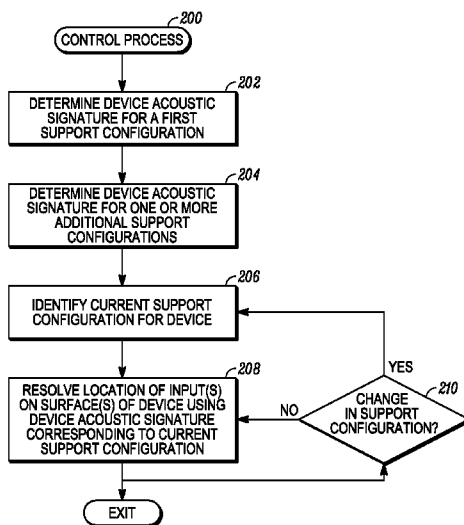 200
CONTROL PROCESS
202
DETERMINE DEVICE ACOUSTIC
SIGNATURE FOR A FIRST
SUPPORT CONFIGURATION
204
DETERMINE DEVICE ACOUSTIC
SIGNATURE FOR ONE OR MORE
ADDITIONAL SUPPORT
CONFIGURATIONS
206
IDENTIFY CURRENT SUPPORT
CONFIGURATION FOR DEVICE
208
RESOLVE LOCATION OF INPUT(S)
ON SURFACE(S) OF DEVICE USING
DEVICE ACOUSTIC SIGNATURE
CORRESPONDING TO CURRENT
SUPPORT CONFIGURATION
YES
210
NO
CHANGE
IN SUPPORT
CONFIGURATION?
EXIT